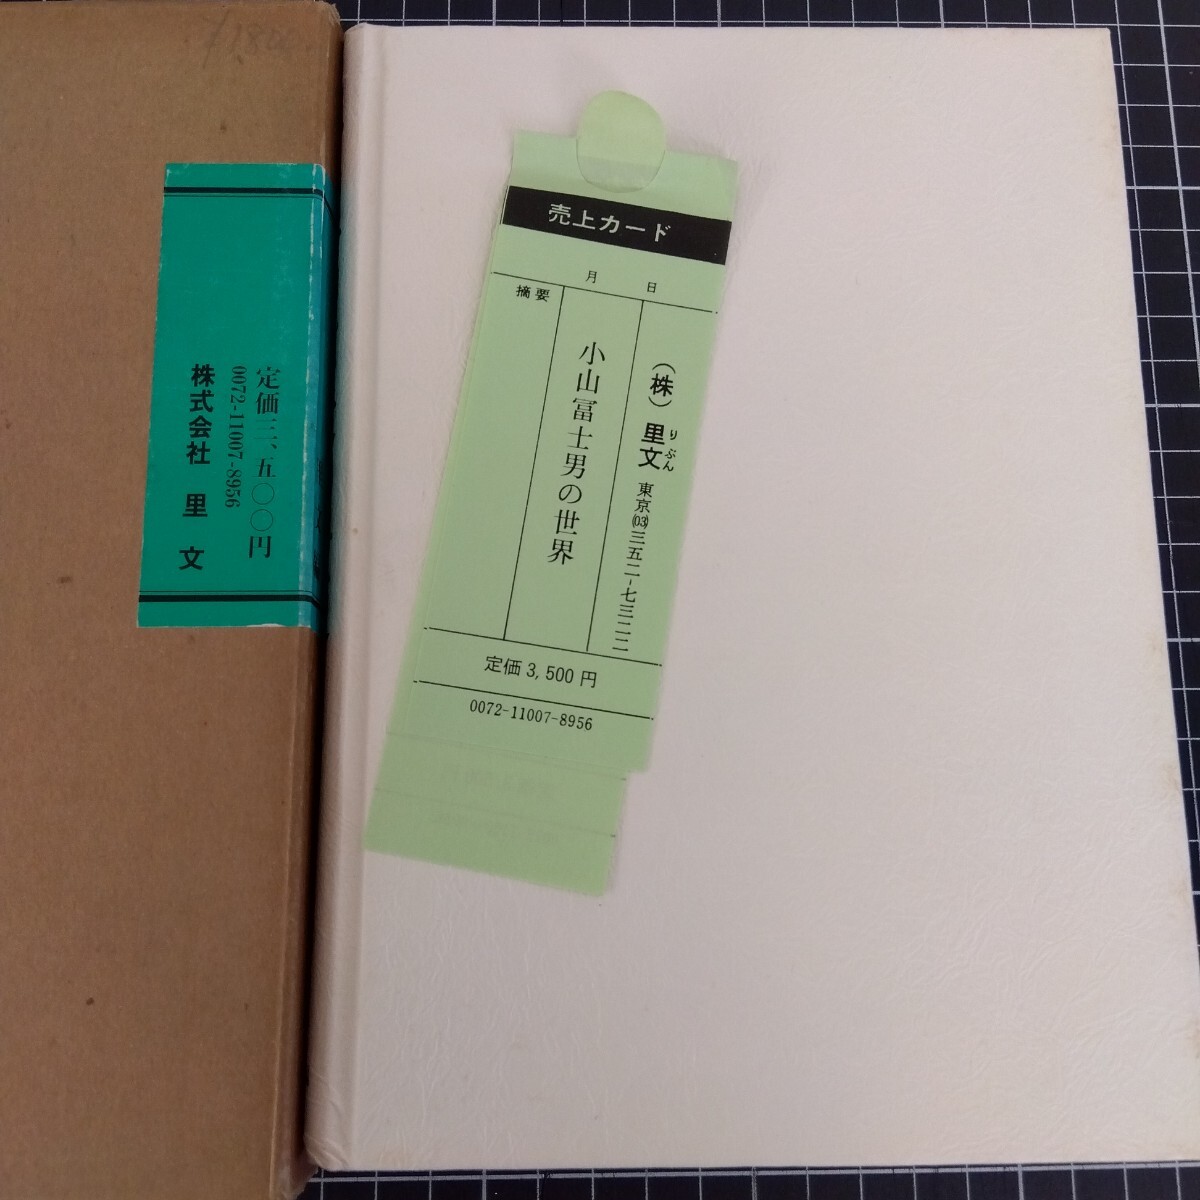 定価三、五〇〇円
0072-11007-8956
株式会社 里文
売上カード
月 日
(株) 里文 東京(03)三五二-七三二二
りぶん
小山冨士男の世界
摘要
定価 3,500 円
0072-11007-8956